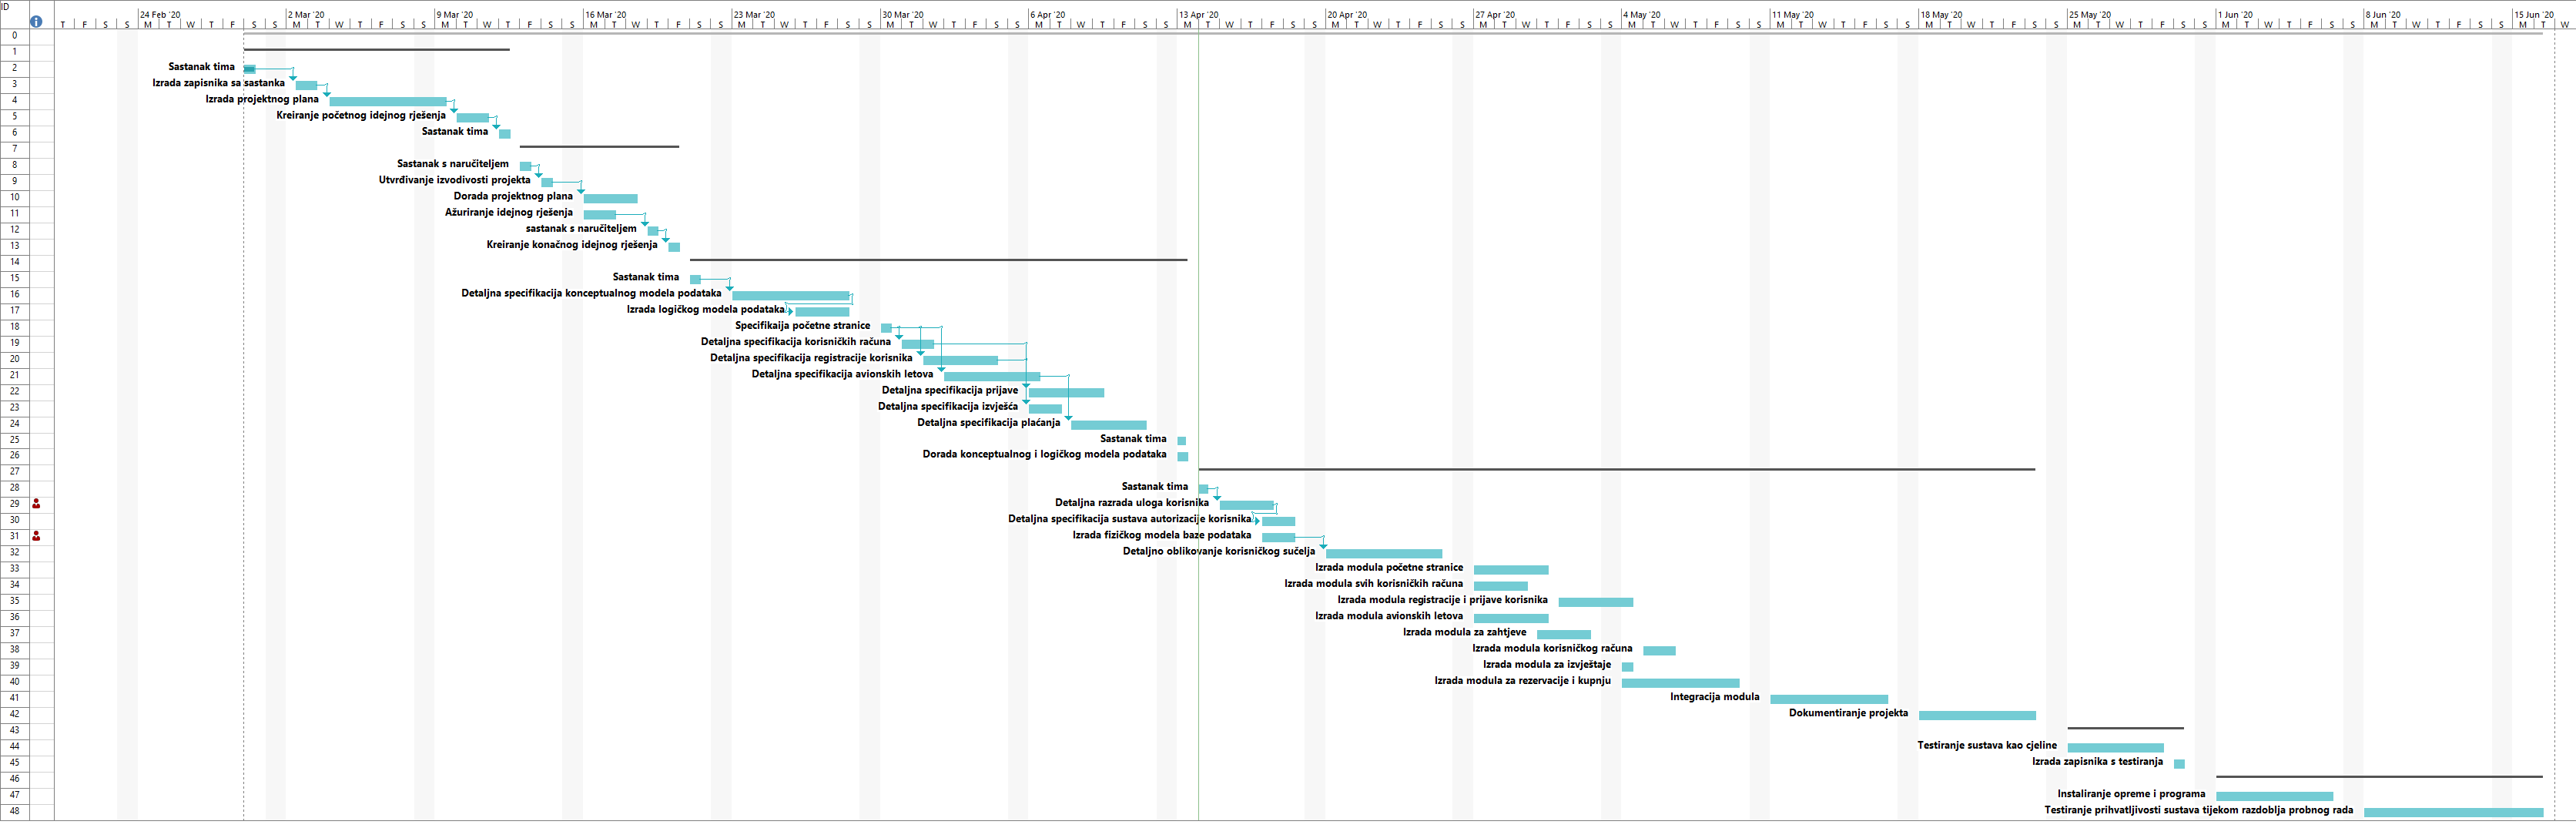 ID
24 Feb '20 2 Mar '20 9 Mar '20 16 Mar '20 23 Mar '20 30 Mar '20 6 Apr '20 13 Apr '20 20 Apr '20 27 Apr '20 4 May '20 11 May '20 18 May '20 25 May '20 1 Jun '20 8 Jun '20 15 Jun '20
T F S S M T W T F S S M T W T F S S M T W T F S S M T W T F S S M T W T F S S M T W T F S S M T W T F S S M T W T F S S M T W T F S S M T W T F S S M T W T F S S M T W T F S S M T W T F S S M T W T F S S M T W T F S S M T W T F S S M T W
0
1
2 Sastanak tima
3 Izrada zapisnika sa sastanka
4 Izrada projektnog plana
5 Kreiranje početnog idejnog rješenja
6 Sastanak tima
7
8 Sastanak s naručiteljem
9 Utvrđivanje izvodivosti projekta
10 Dorada projektnog plana
11 Ažuriranje idejnog rješenja
12 sastanak s naručiteljem
13 Kreiranje konačnog idejnog rješenja
14
15 Sastanak tima
16 Detaljna specifikacija konceptualnog modela podataka
17 Izrada logičkog modela podataka
18 Specifikaija početne stranice
19 Detaljna specifikacija korisničkih računa
20 Detaljna specifikacija registracije korisnika
21 Detaljna specifikacija avionskih letova
22 Detaljna specifikacija prijave
23 Detaljna specifikacija izvješća
24 Detaljna specifikacija plaćanja
25 Sastanak tima
26 Dorada konceptualnog i logičkog modela podataka
27
28 Sastanak tima
29 Detaljna razrada uloga korisnika
30 Detaljna specifikacija sustava autorizacije korisnika
31 Izrada fizičkog modela baze podataka
32 Detaljno oblikovanje korisničkog sučelja
33 Izrada modula početne stranice
34 Izrada modula svih korisničkih računa
35 Izrada modula registracije i prijave korisnika
36 Izrada modula avionskih letova
37 Izrada modula za zahtjeve
38 Izrada modula korisničkog računa
39 Izrada modula za izvještaje
40 Izrada modula za rezervacije i kupnju
41 Integracija modula
42 Dokumentiranje projekta
43
44 Testiranje sustava kao cjeline
45 Izrada zapisnika s testiranja
46
47 Instaliranje opreme i programa
48 Testiranje prihvatljivosti sustava tijekom razdoblja probnog rada